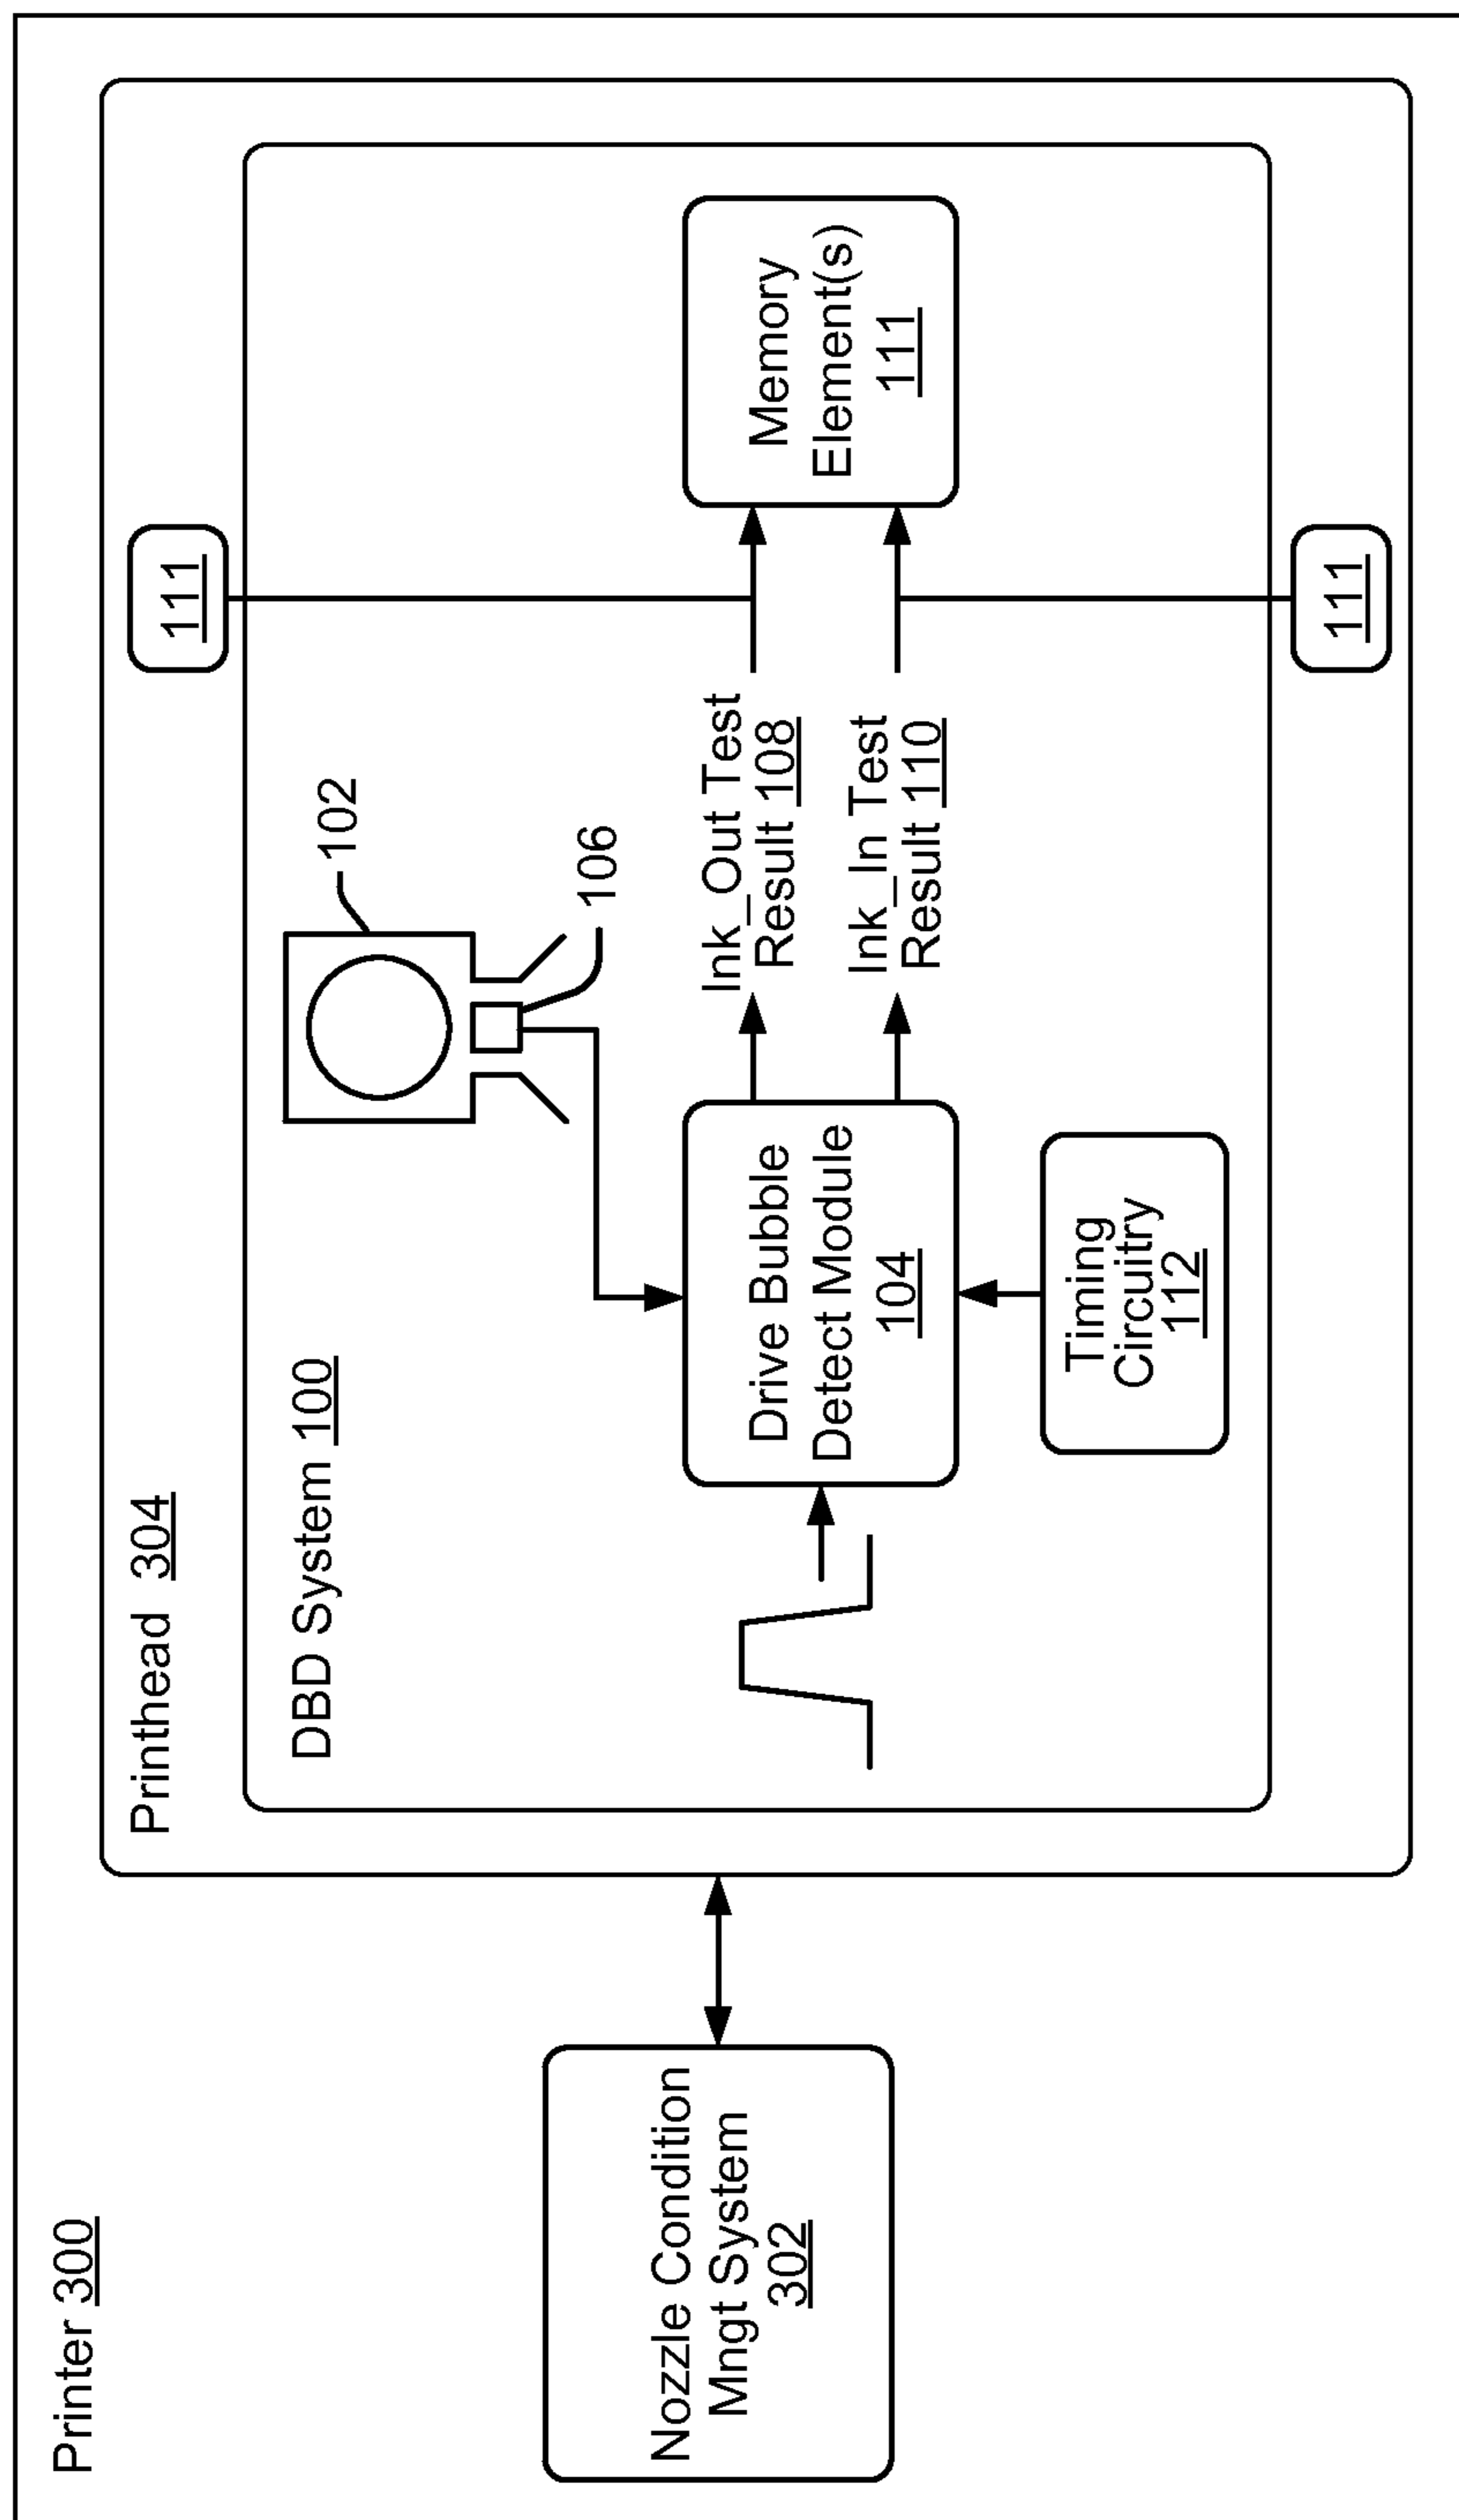 Printer 300
Nozzle Condition
Mngt System
302
Printhead 304
DBD System 100
102
106
Drive Bubble
Detect Module
104
Timing
Circuitry
112
Ink_Out Test
Result 108
Ink_In Test
Result 110
111
Memory
Element(s)
111
111